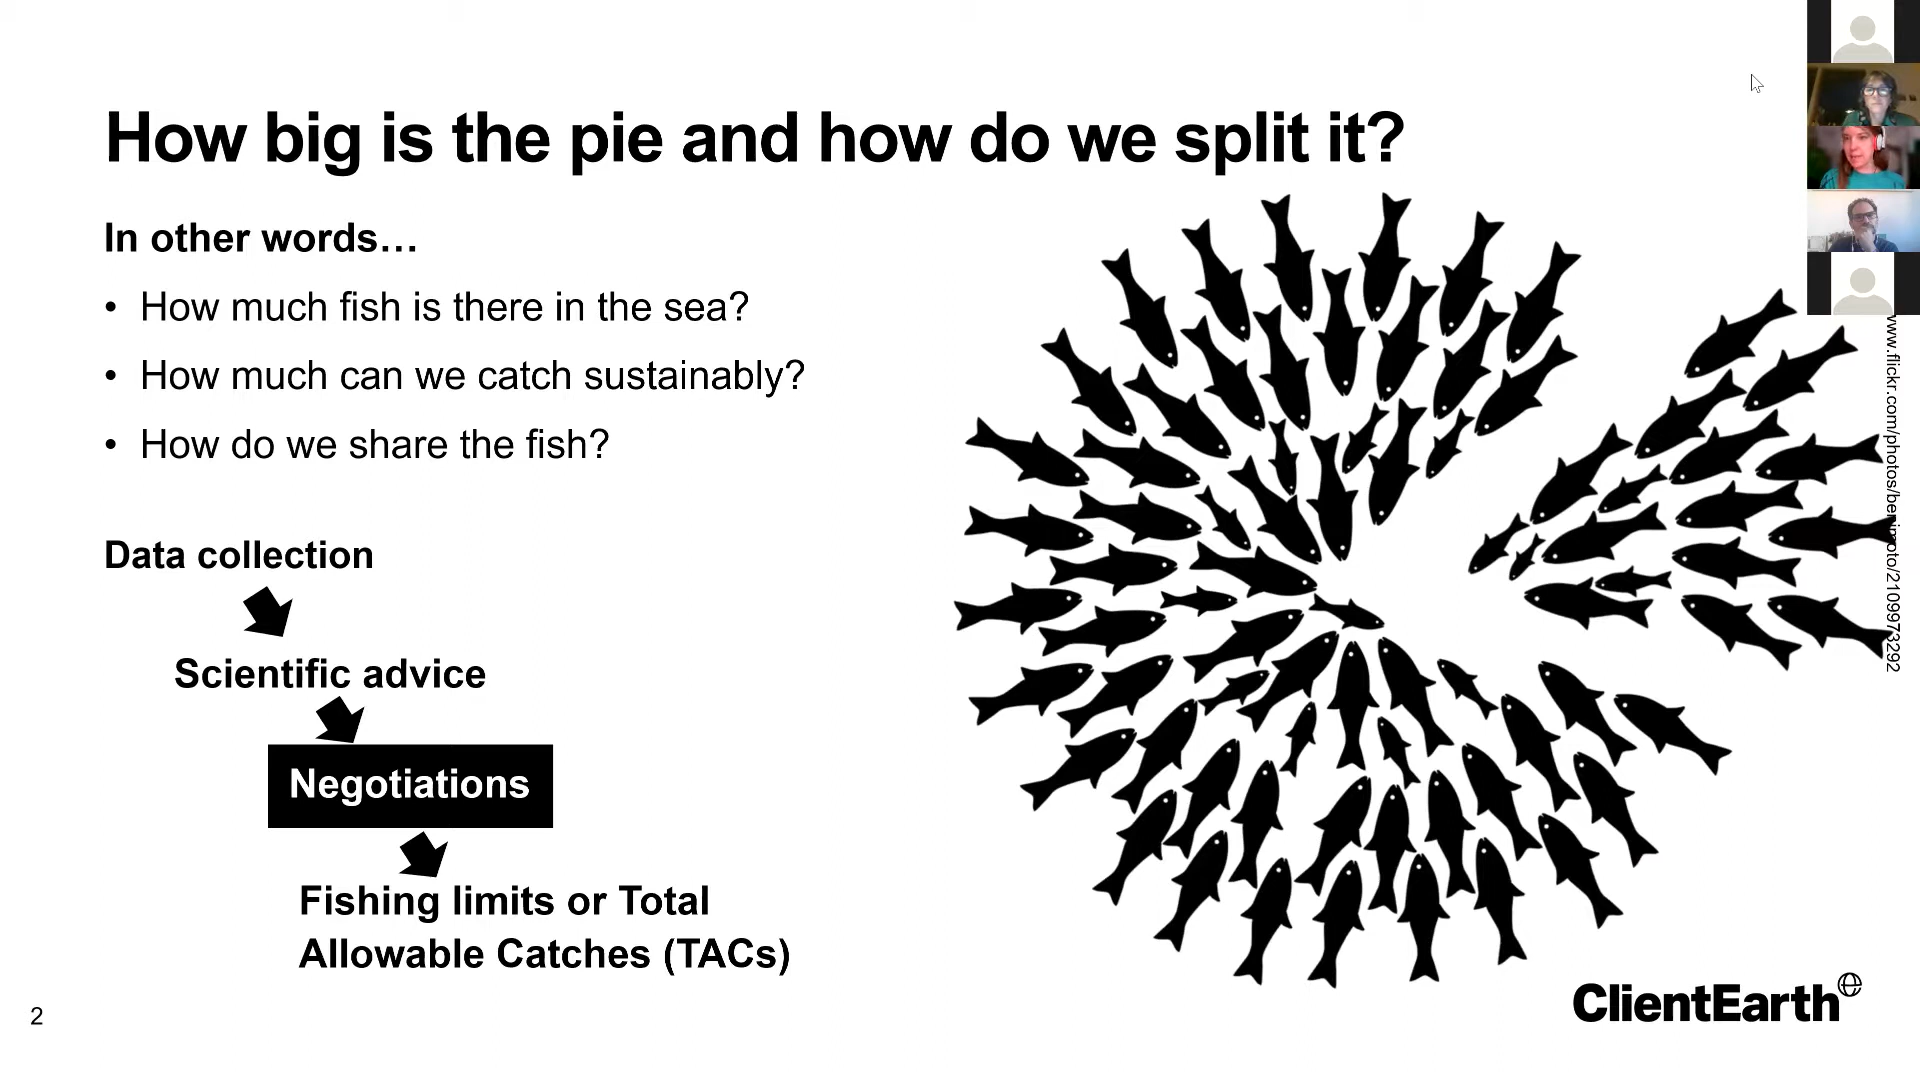 How big is the pie and how do we split it?
In other words…
• How much fish is there in the sea?
• How much can we catch sustainably?
• How do we share the fish?
Data collection
Scientific advice
Negotiations
Fishing limits or Total
Allowable Catches (TACs)
2
ClientEarth